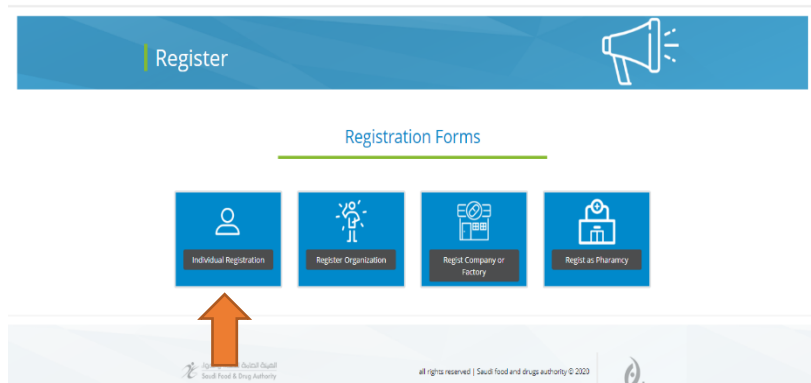 Register
Registration Forms
Individual Registration
Register Organization
Regist Company or
Factory
Regist as Pharamcy
Saudi Food & Drug Authority
all rights reserved | Saudi food and drugs authority © 2020